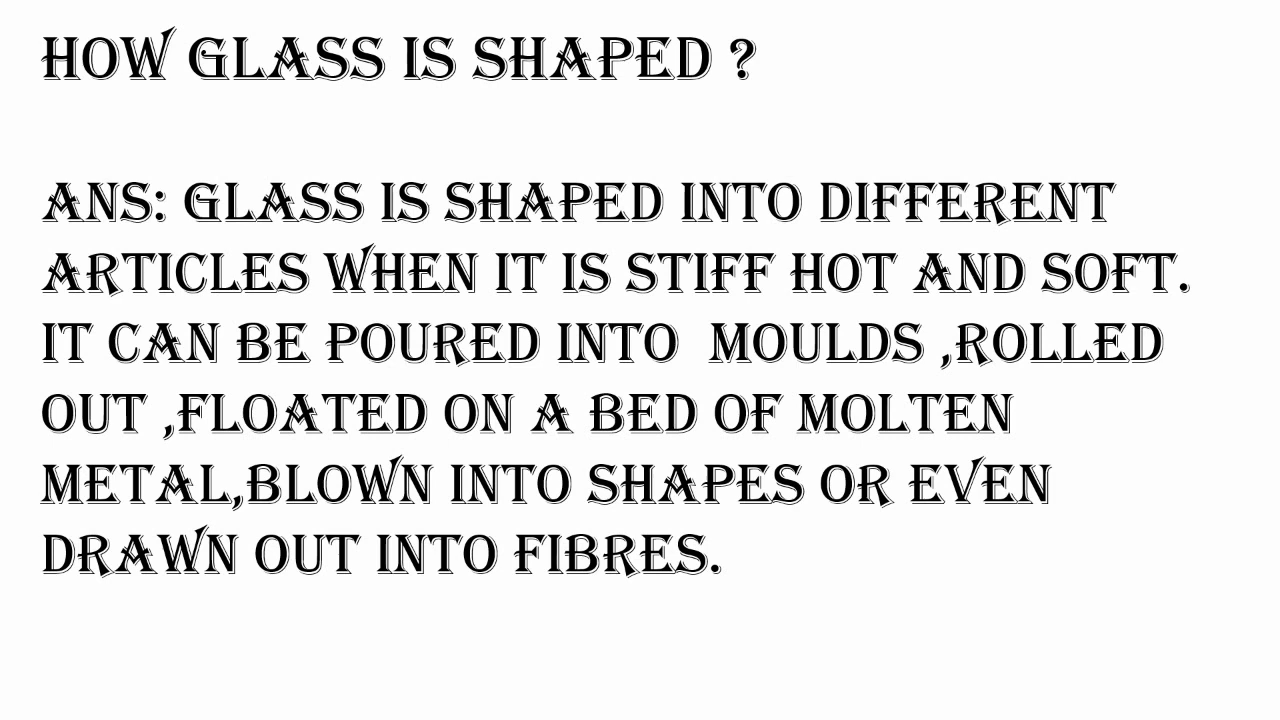 HOW GLASS IS SHAPED ?
ANS: GLASS IS SHAPED INTO DIFFERENT
ARTICLES WHEN IT IS STIFF HOT AND SOFT.
IT CAN BE POURED INTO  MOULDS ,ROLLED
OUT ,FLOATED ON A BED OF MOLTEN
METAL,BLOWN INTO SHAPES OR EVEN
DRAWN OUT INTO FIBRES.